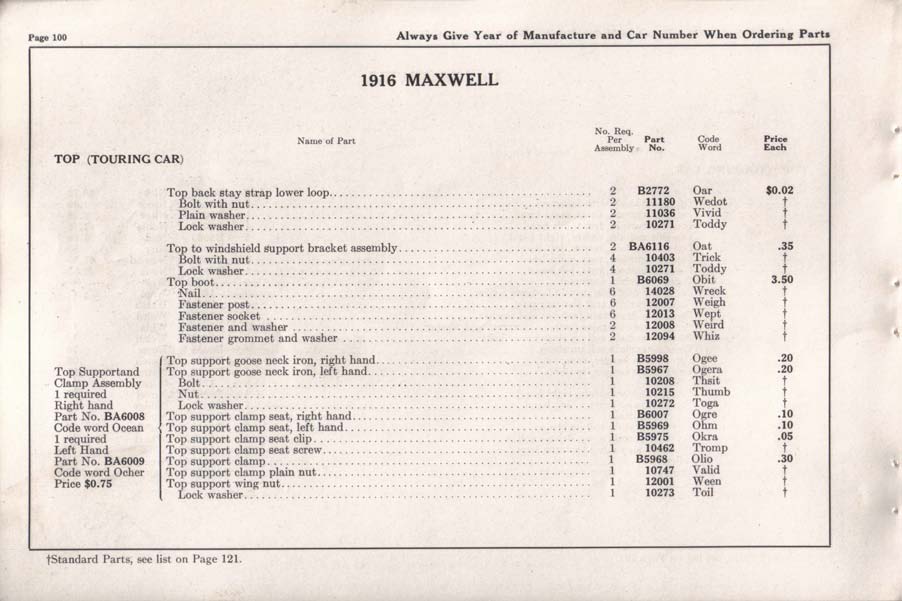 Page 100 Always Give Year of Manufacture and Car Number When Ordering Parts
1916 MAXWELL
Name of Part No. Req. Per Assembly Part No. Code Word Price Each
TOP (TOURING CAR)
Top back stay strap lower loop 2 B2772 Oar $0.02
Bolt with nut 2 11180 Wedot †
Plain washer 2 11036 Vivid †
Lock washer 2 10271 Toddy †
Top to windshield support bracket assembly 2 BA6116 Oat .35
Bolt with nut 4 10403 Trick †
Lock washer 4 10271 Toddy †
Top boot 1 B6069 Obit 3.50
Nail 6 14028 Wreck †
Fastener post 6 12007 Weigh †
Fastener socket 6 12013 Wept †
Fastener and washer 2 12008 Weird †
Fastener grommet and washer 2 12094 Whiz †
Top support goose neck iron, right hand 1 B5998 Ogee .20
Top Supportand Top support goose neck iron, left hand 1 B5967 Ogera .20
Clamp Assembly Bolt 1 10208 Thsit †
1 required Nut 1 10215 Thumb †
Right hand Lock washer 1 10272 Toga †
Part No. BA6008 Top support clamp seat, right hand 1 B6007 Ogre .10
Code word Ocean Top support clamp seat, left hand 1 B5969 Ohm .10
1 required Top support clamp seat clip 1 B5975 Okra .05
Left Hand Top support clamp seat screw 1 10462 Tromp †
Part No. BA6009 Top support clamp 1 B5968 Olio .30
Code word Ocher Top support clamp plain nut 1 10747 Valid †
Price $0.75 Top support wing nut 1 12001 Ween †
Lock washer 1 10273 Toil †
†Standard Parts, see list on Page 121.